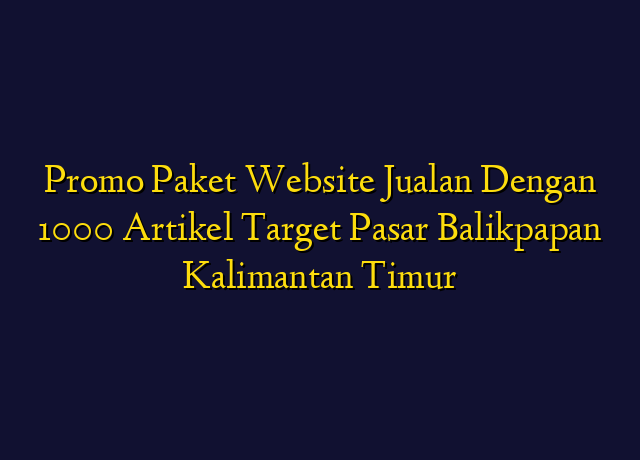 Promo Paket Website Jualan Dengan
1000 Artikel Target Pasar Balikpapan
Kalimantan Timur